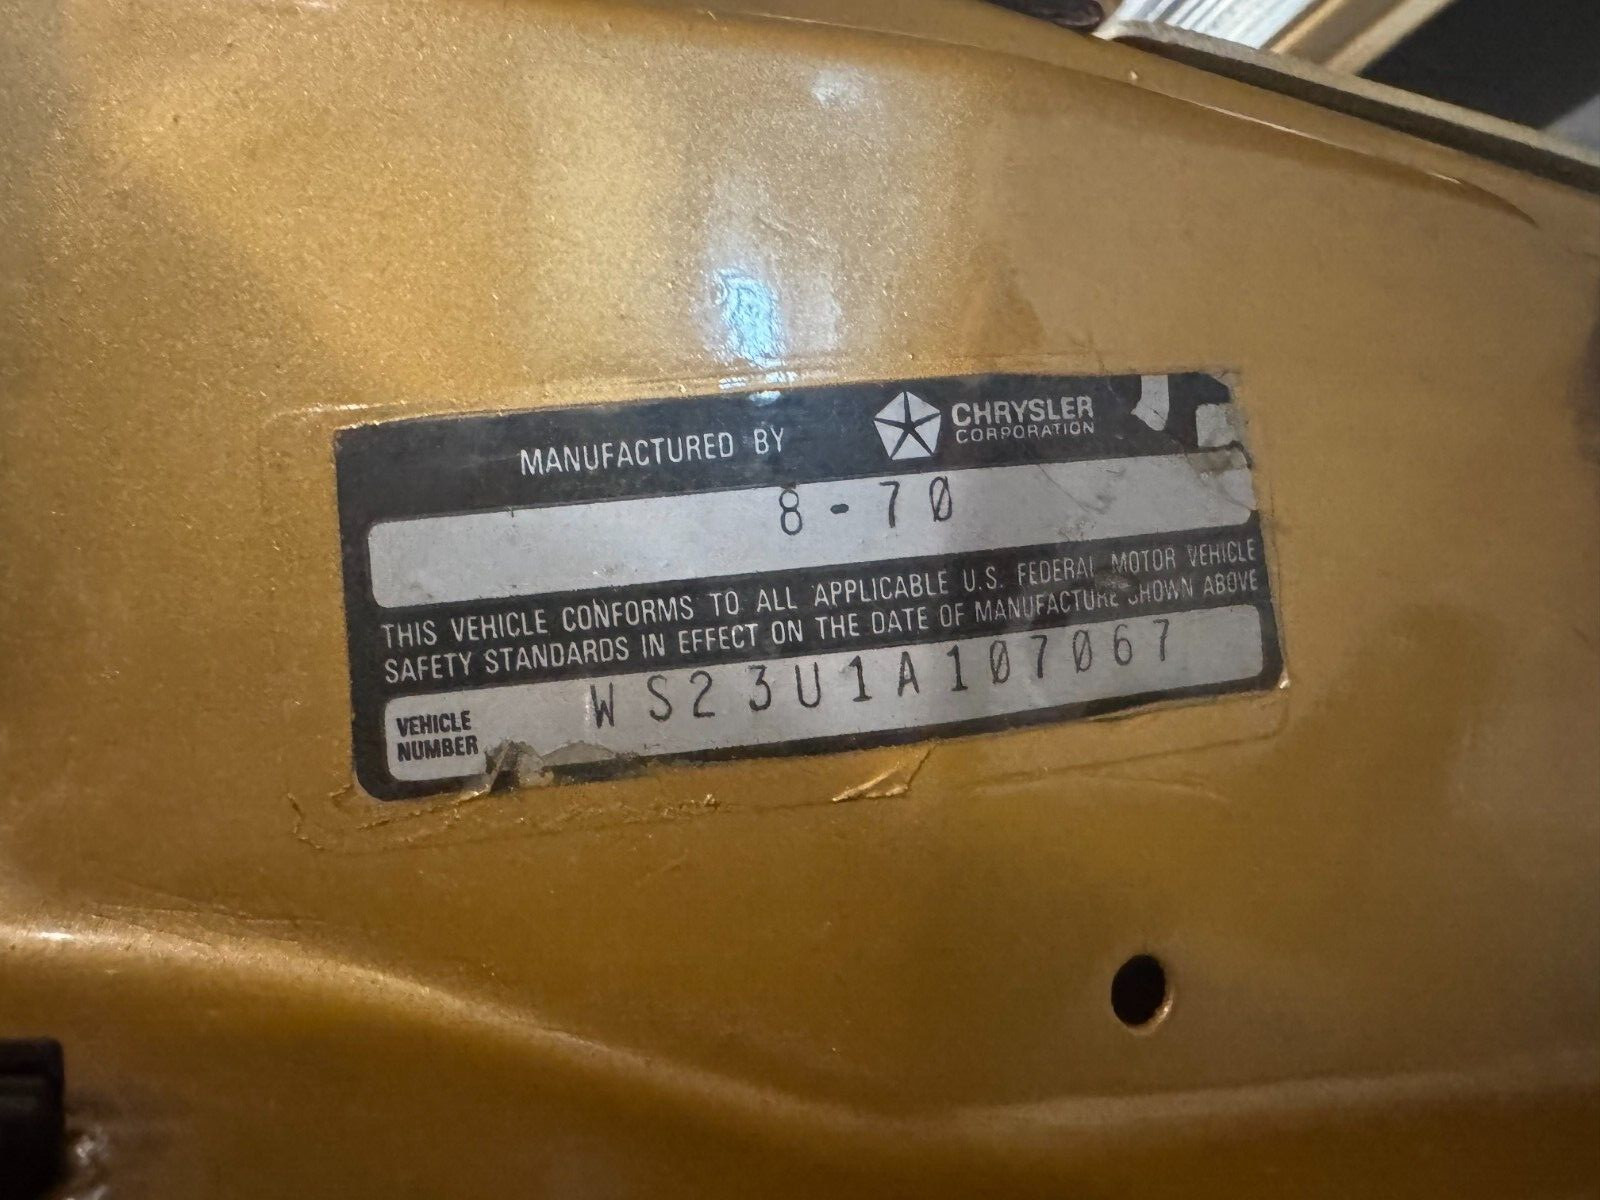 MANUFACTURED BY CHRYSLER
CORPORATION
8-70
THIS VEHICLE CONFORMS TO ALL APPLICABLE U.S. FEDERAL MOTOR VEHICLE
SAFETY STANDARDS IN EFFECT ON THE DATE OF MANUFACTURE SHOWN ABOVE
VEHICLE
NUMBER WS23U1A107067